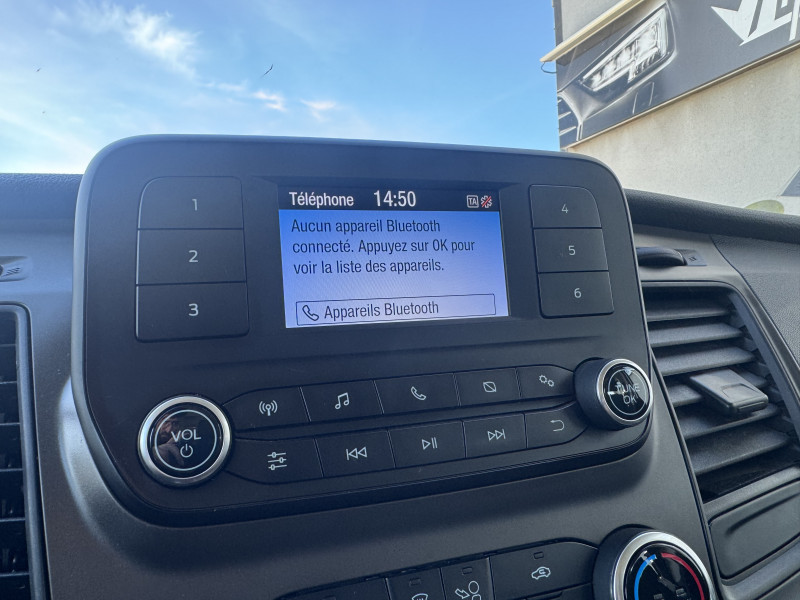 Téléphone 14:50 TA
Aucun appareil Bluetooth
connecté. Appuyez sur OK pour
voir la liste des appareils.
Appareils Bluetooth
1
2
3
4
5
6
VOL
TUNE
OK